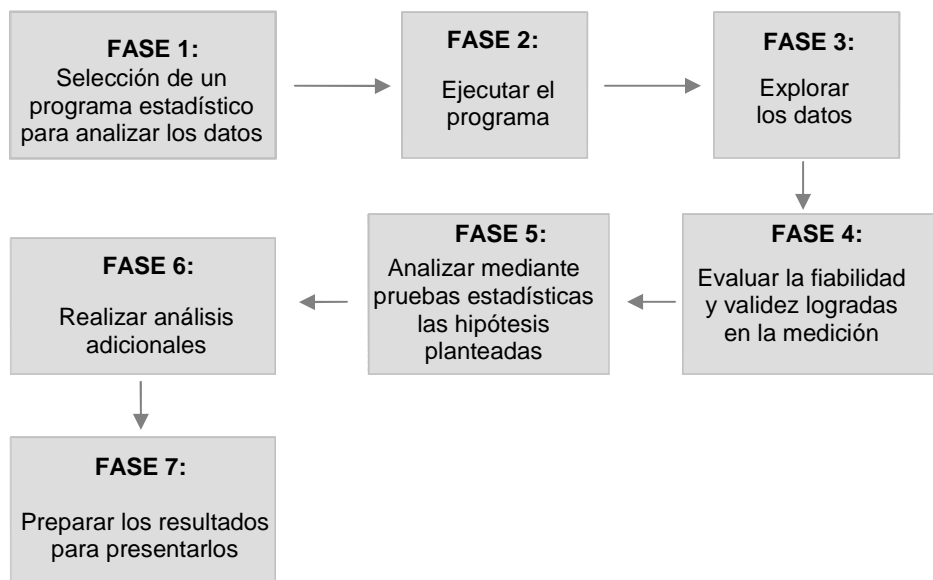 FASE 1:
Selección de un
programa estadístico
para analizar los datos
FASE 2:
Ejecutar el
programa
FASE 3:
Explorar
los datos
FASE 4:
Evaluar la fiabilidad
y validez logradas
en la medición
FASE 5:
Analizar mediante
pruebas estadísticas
las hipótesis
planteadas
FASE 6:
Realizar análisis
adicionales
FASE 7:
Preparar los resultados
para presentarlos